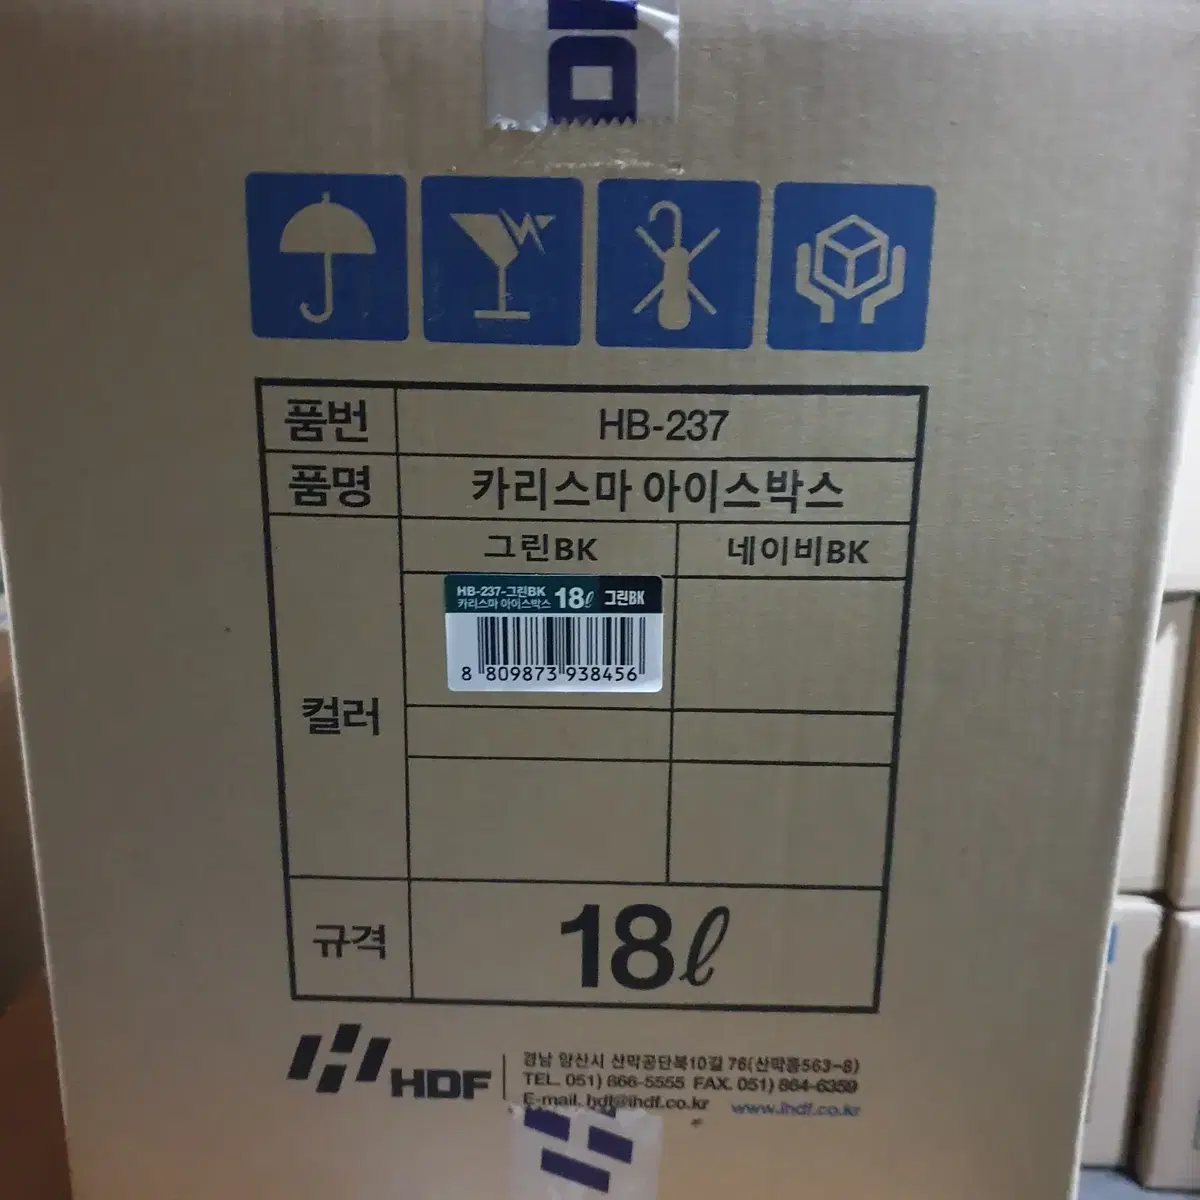 품번 HB-237
품명 카리스마 아이스박스
컬러
그린BK 네이비BK
HB-237-그린BK
카리스마 아이스박스 18ℓ 그린BK
8 809873 938456
규격 18ℓ
HDF
경남 양산시 산막공단북10길 76(산막동563-8)
TEL. 051) 866-5555 FAX. 051) 864-6359
E-mail. hdf@ihdf.co.kr www.ihdf.co.kr